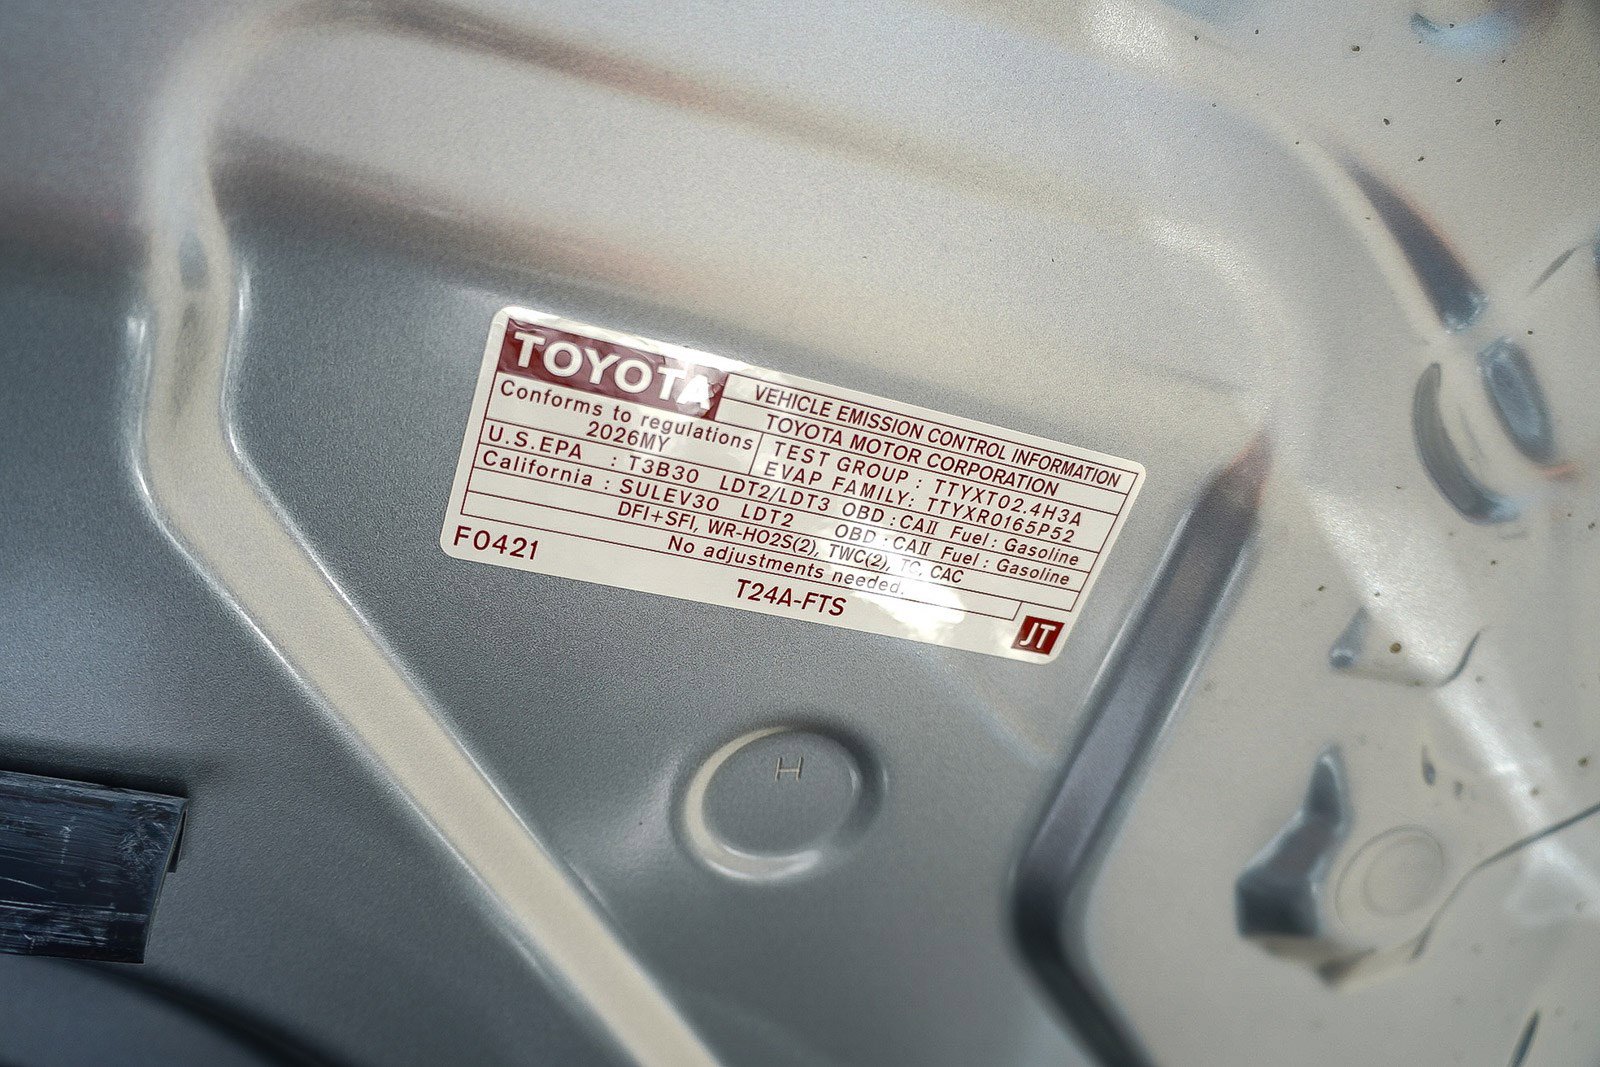 TOYOTA
VEHICLE EMISSION CONTROL INFORMATION
Conforms to regulations
2026MY
TOYOTA MOTOR CORPORATION
TEST GROUP : TTYXT02.4H3A
EVAP FAMILY: TTYXR0165P52
U.S.EPA : T3B30 LDT2/LDT3 OBD : CAII Fuel : Gasoline
California : SULEV30 LDT2 OBD : CAII Fuel : Gasoline
DFI+SFI, WR-HO2S(2), TWC(2), TC, CAC
No adjustments needed.
F0421
T24A-FTS
JT
H